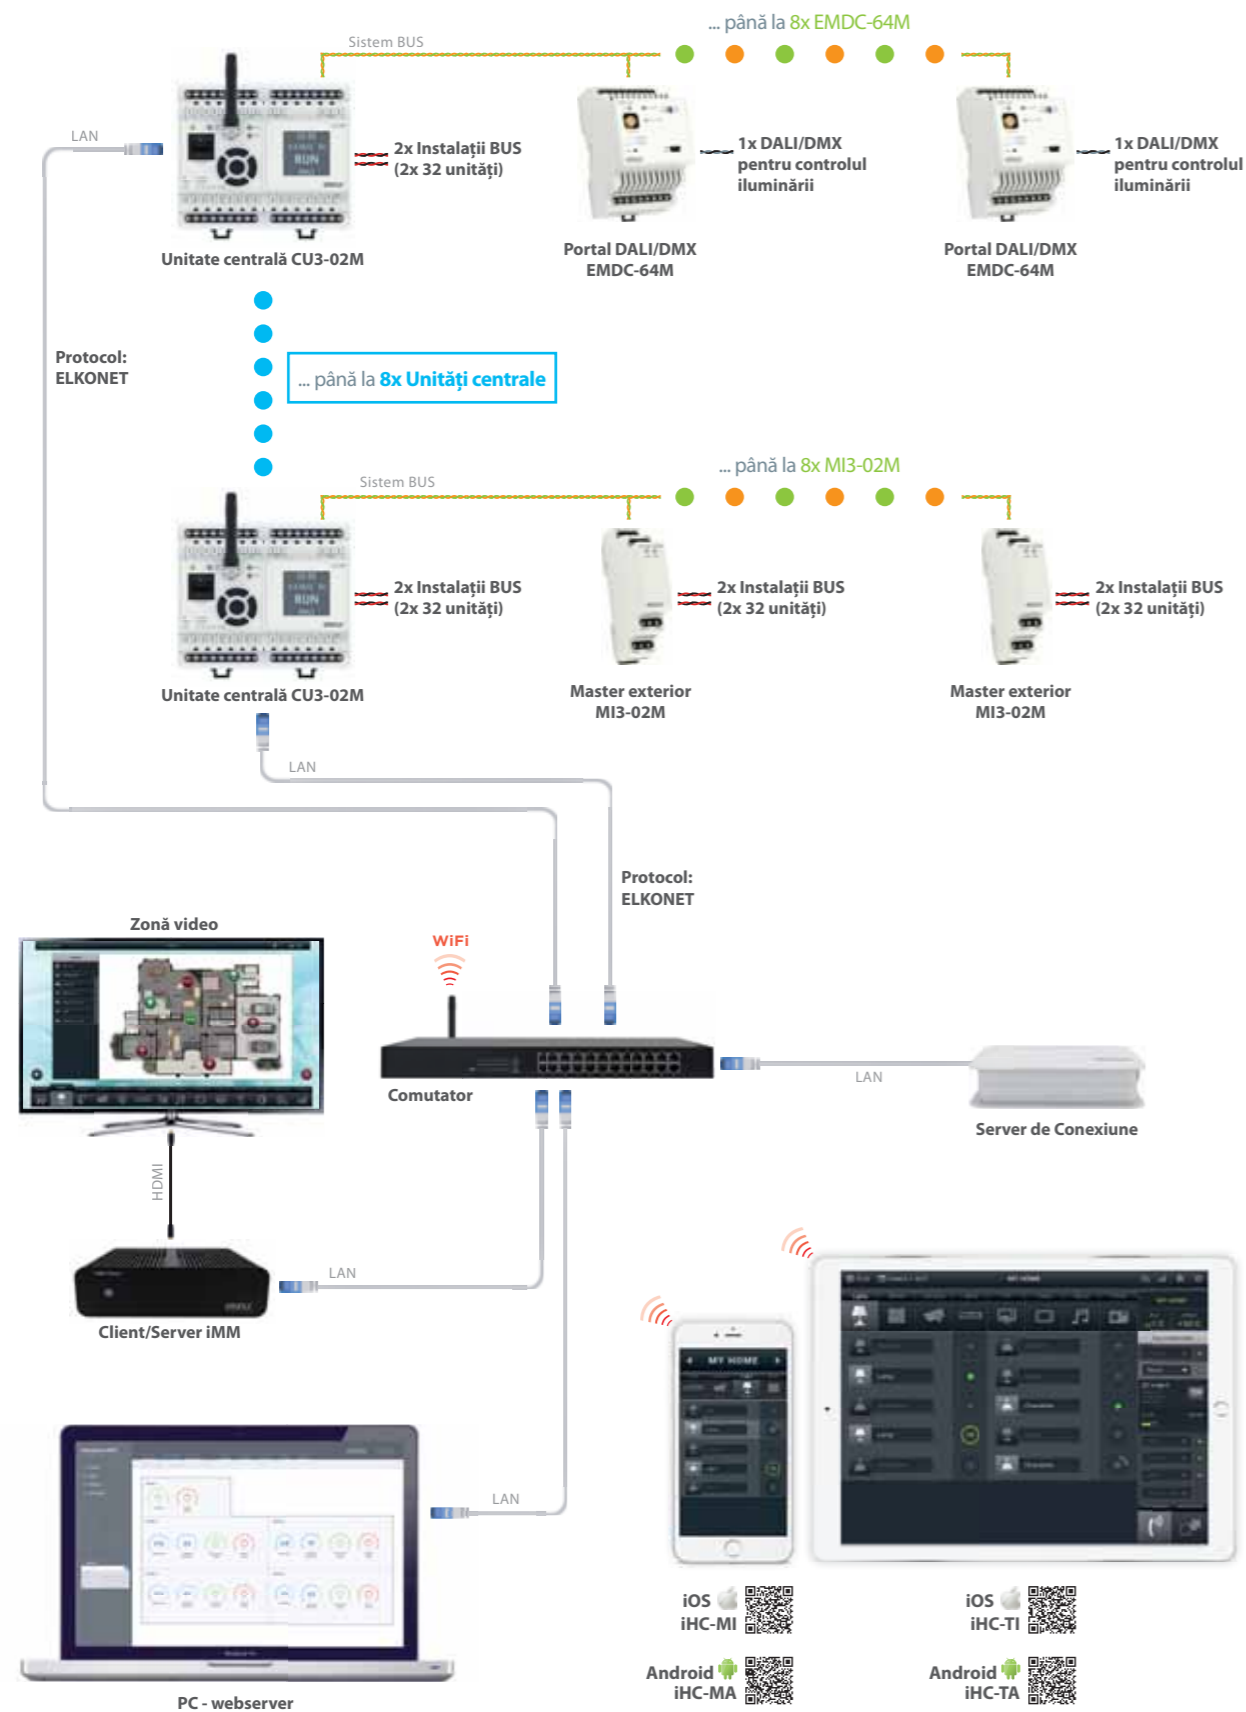 ... până la 8x EMDC-64M
Sistem BUS
LAN
2x Instalații BUS
(2x 32 unități)
RUN
1x DALI/DMX
pentru controlul
iluminării
1x DALI/DMX
pentru controlul
iluminării
Unitate centrală CU3-02M
Portal DALI/DMX
EMDC-64M
Portal DALI/DMX
EMDC-64M
Protocol:
ELKONET
... până la 8x Unități centrale
... până la 8x MI3-02M
Sistem BUS
2x Instalații BUS
(2x 32 unități)
RUN
2x Instalații BUS
(2x 32 unități)
2x Instalații BUS
(2x 32 unități)
Unitate centrală CU3-02M
Master exterior
MI3-02M
Master exterior
MI3-02M
LAN
Protocol:
ELKONET
Zonă video
WiFi
Comutator
LAN
Server de Conexiune
HDMI
LAN
Client/Server iMM
MY HOME
MY HOME
LAN
PC - webserver
iOS
iHC-MI
Android
iHC-MA
iOS
iHC-TI
Android
iHC-TA